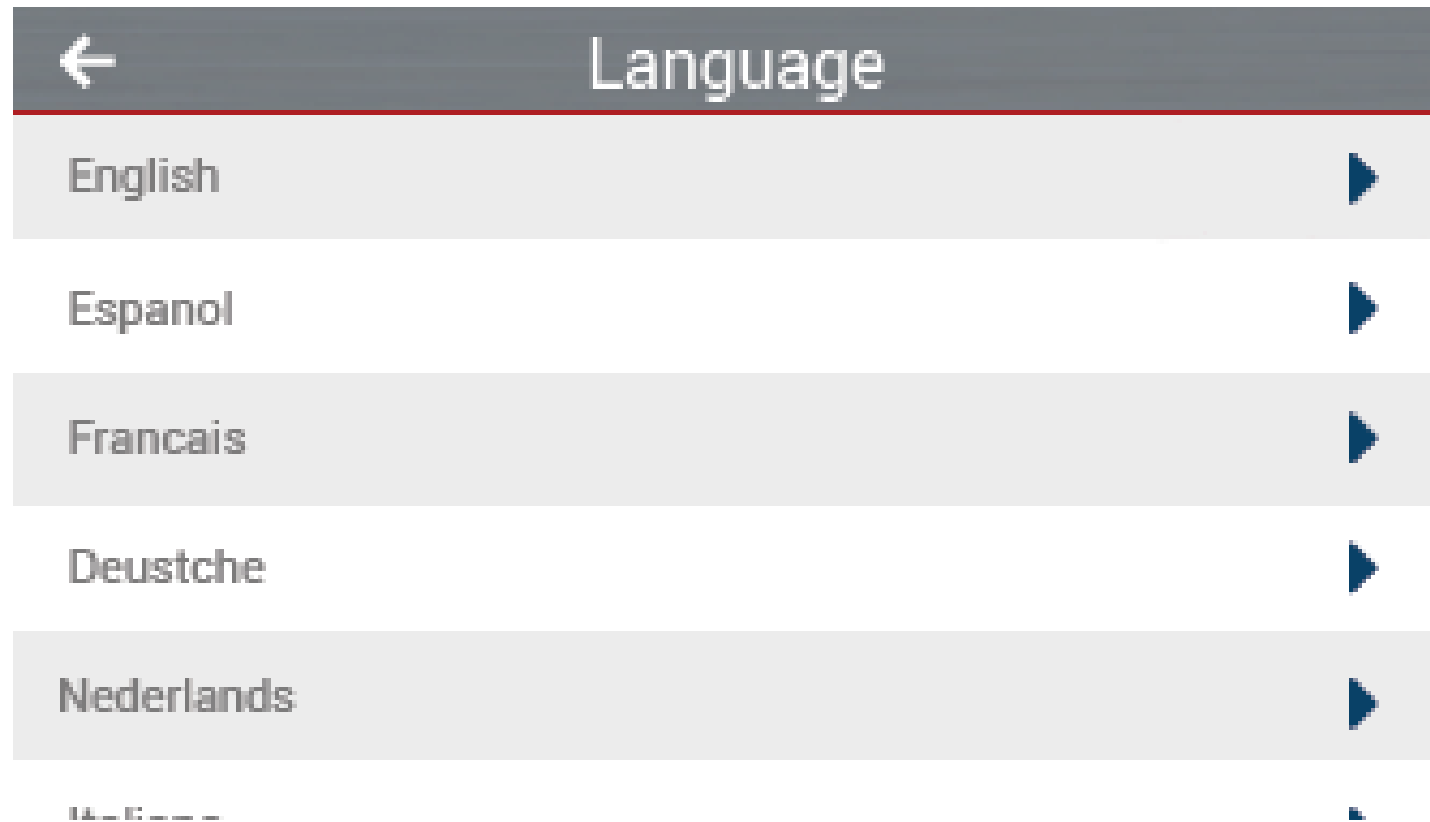 Language
English
Espanol
Francais
Deustche
Nederlands